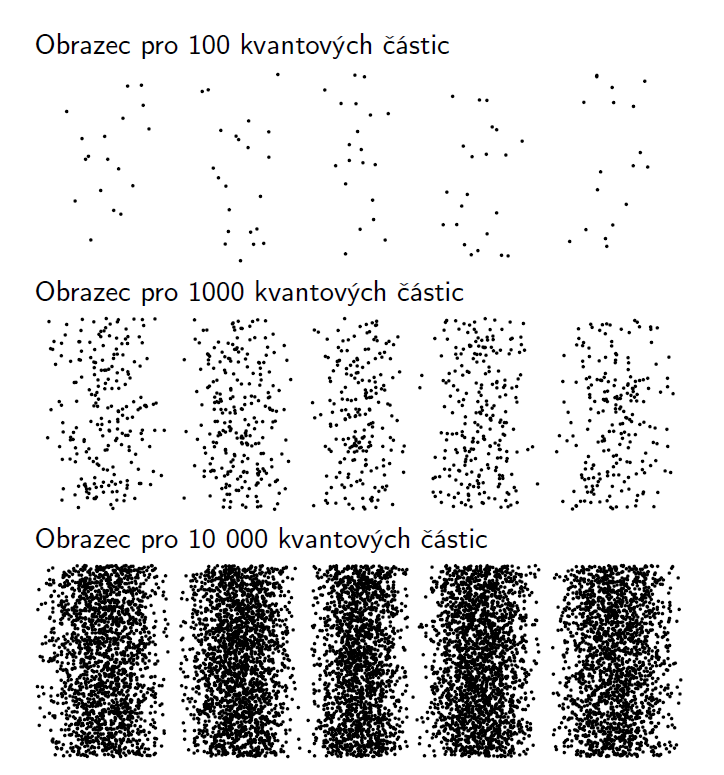 Obrazec pro 100 kvantových částic
Obrazec pro 1000 kvantových částic
Obrazec pro 10 000 kvantových částic